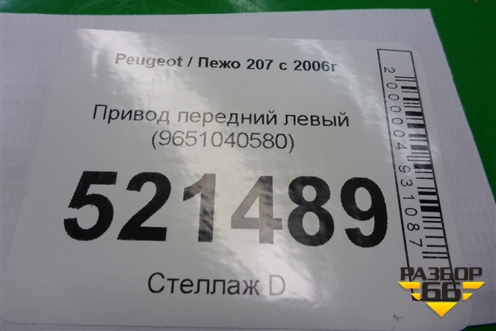 Peugeot / Пежо 207 с 2006г
Привод передний левый
(9651040580)
521489
Стеллаж D
2000004931087
РАЗБОР
66